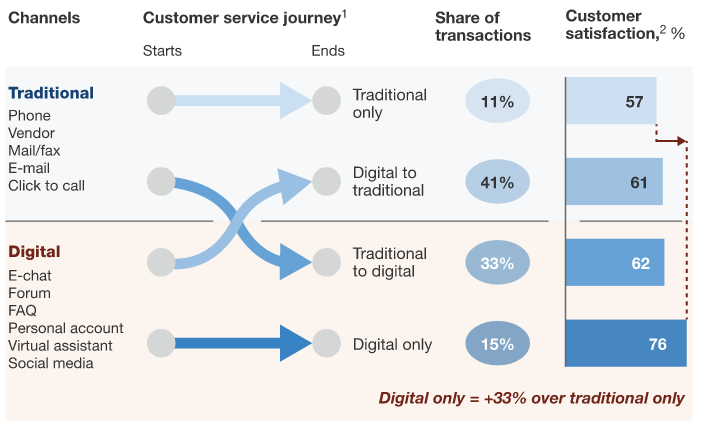 Channels
Customer service journey1
Share of
transactions
Customer
satisfaction,2 %
Starts
Ends
Traditional
Phone
Vendor
Mail/fax
E-mail
Click to call
Traditional
only
11%
57
Digital to
traditional
41%
61
Digital
E-chat
Forum
FAQ
Personal account
Virtual assistant
Social media
Traditional
to digital
33%
62
Digital only
15%
76
Digital only = +33% over traditional only